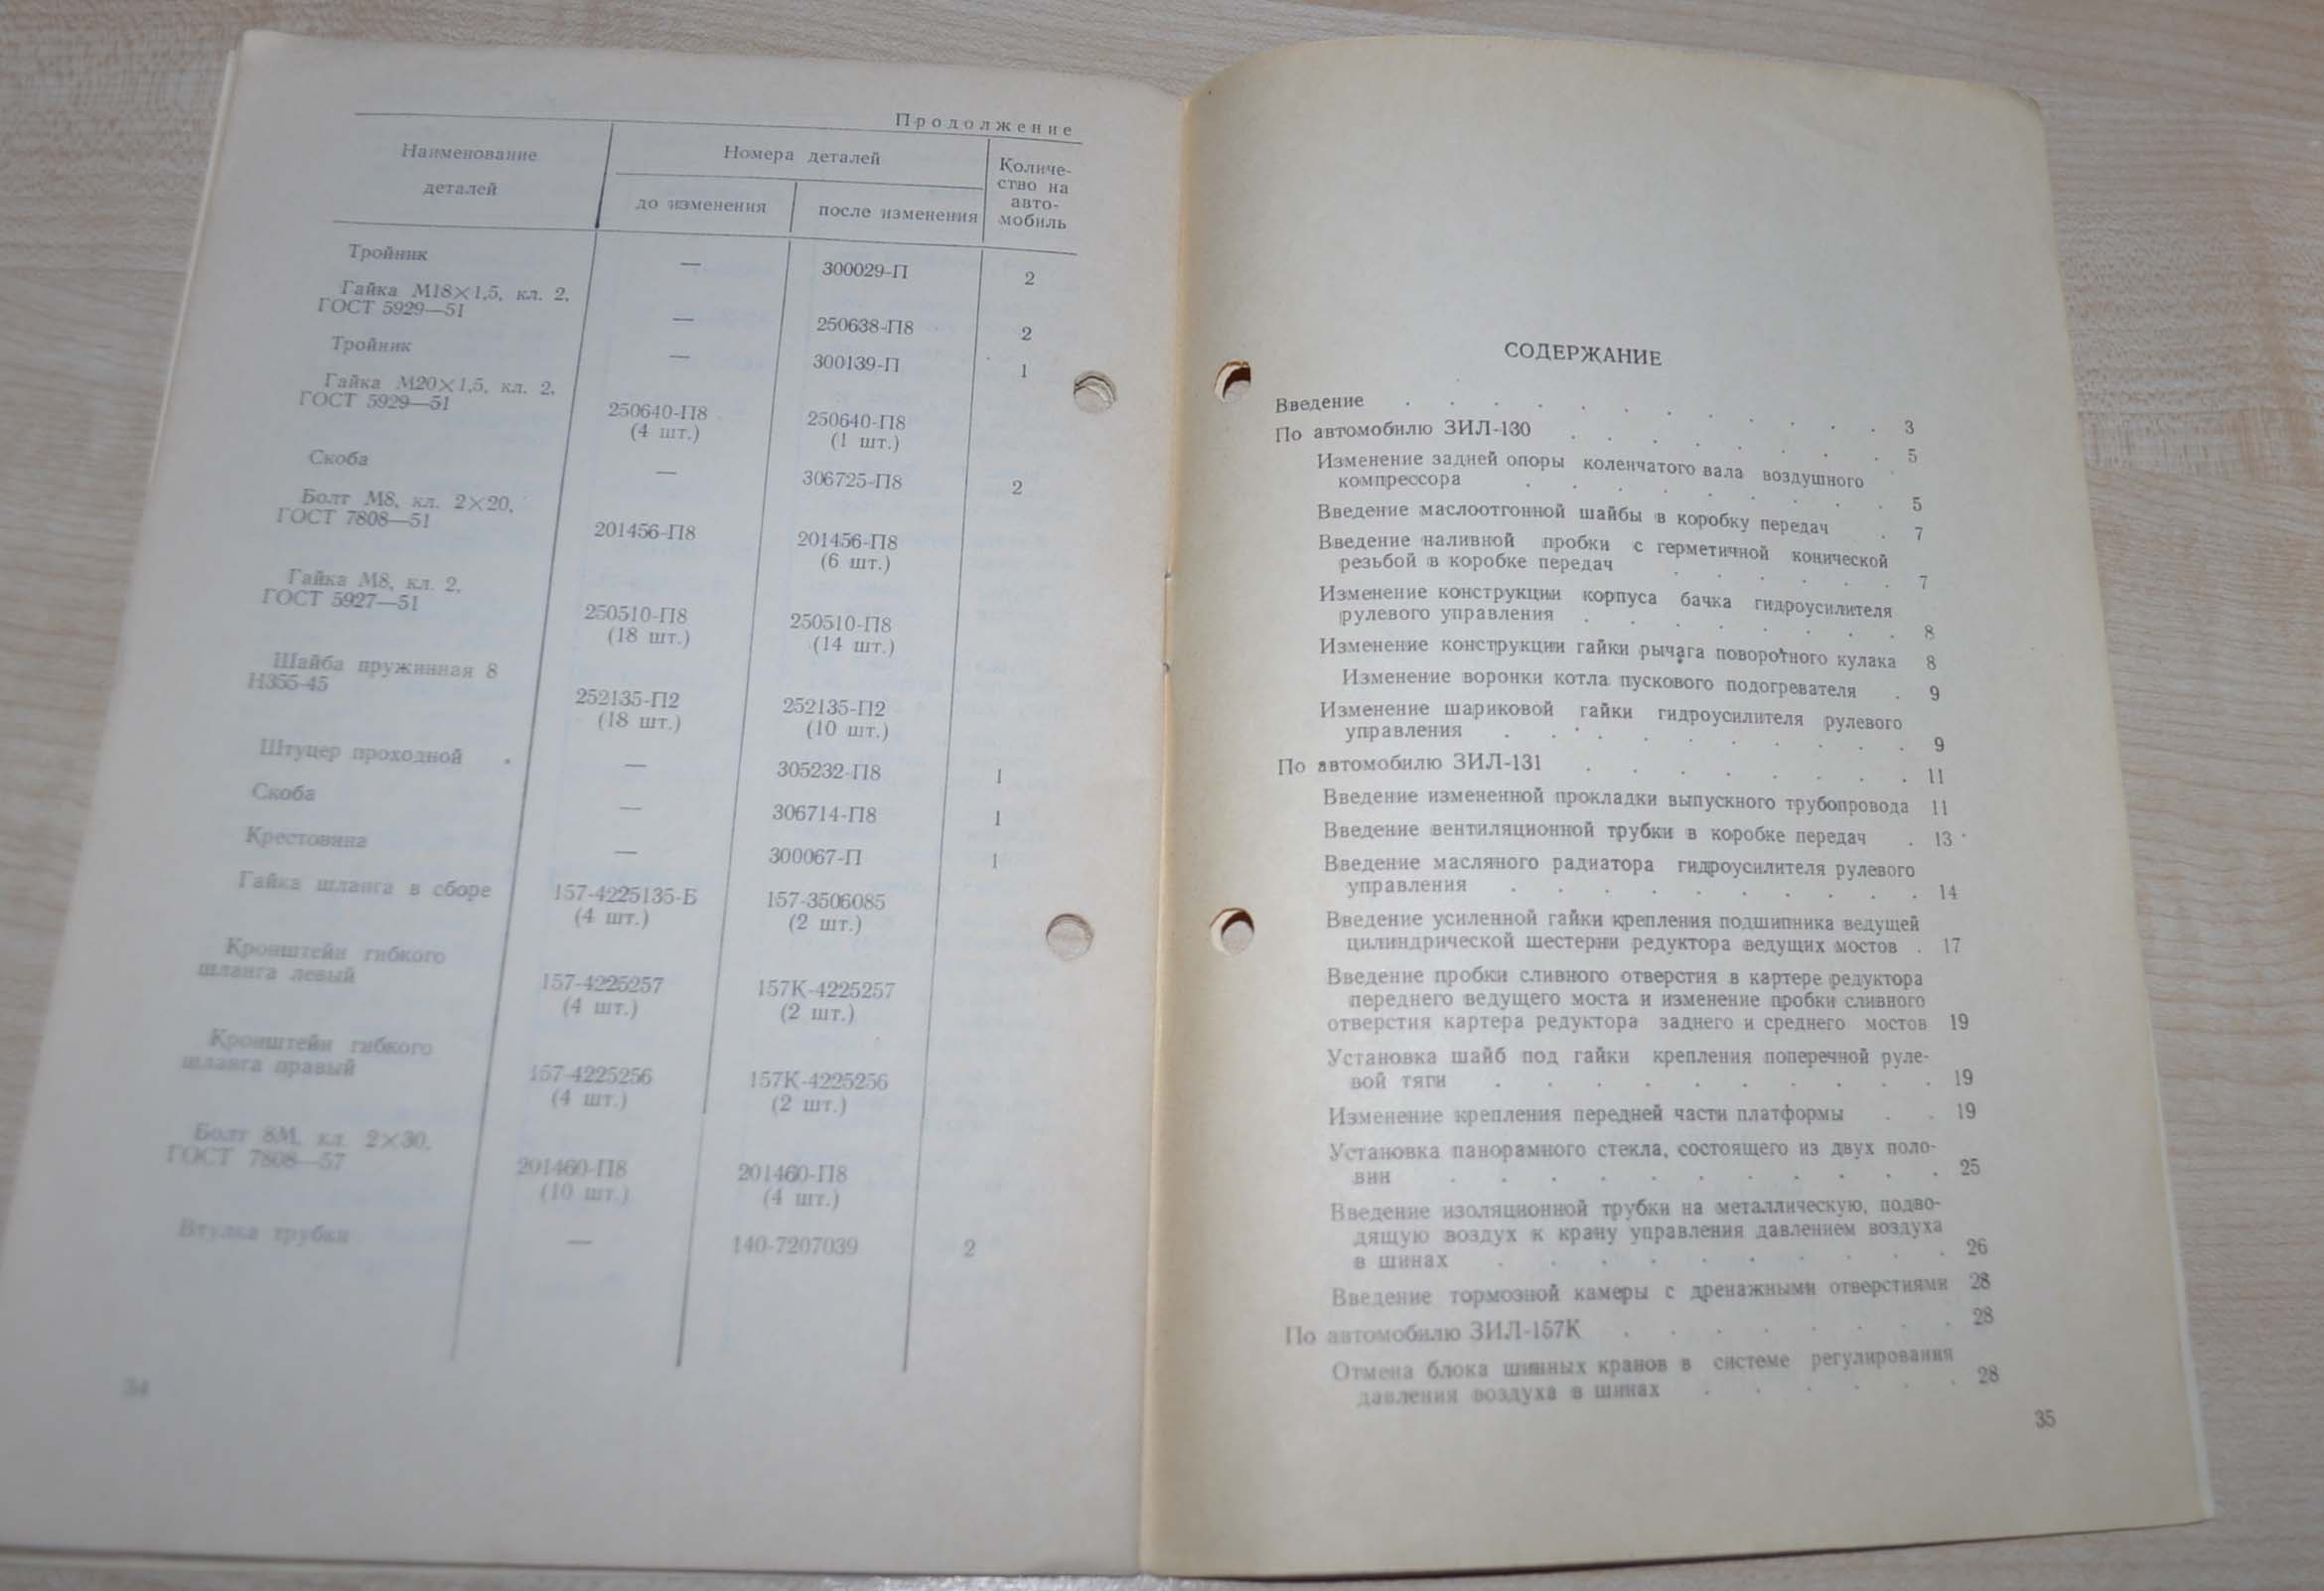 Продолжение
Наименование
деталей
Номера деталей
до изменения
после изменения
Количе-
ство на
авто-
мобиль
Тройник — 300029-П 2
Гайка М18×1,5, кл. 2,
ГОСТ 5929—51 — 250638-П8 2
Тройник — 300139-П 1
Гайка М20×1,5, кл. 2,
ГОСТ 5929—51 250640-П8 250640-П8
(4 шт.) (1 шт.)
Скоба — 306725-П8 2
Болт М8, кл. 2×20,
ГОСТ 7808—51 201456-П8 201456-П8
(6 шт.)
Гайка М8, кл. 2,
ГОСТ 5927—51 250510-П8 250510-П8
(18 шт.) (14 шт.)
Шайба пружинная 8
Н355-45 252135-П2 252135-П2
(18 шт.) (10 шт.)
Штуцер проходной — 305232-П8 1
Скоба — 306714-П8 1
Крестовина — 300067-П 1
Гайка шланга в сборе 157-4225135-Б 157-3506085
(4 шт.) (2 шт.)
Кронштейн гибкого
шланга левый 157-4225257 157К-4225257
(4 шт.) (2 шт.)
Кронштейн гибкого
шланга правый 157-4225256 157К-4225256
(4 шт.) (2 шт.)
Болт 8М, кл. 2×30,
ГОСТ 7808—57 201460-П8 201460-П8
(10 шт.) (4 шт.)
Втулка трубки — 140-7207039 2
34
СОДЕРЖАНИЕ
Введение . . . . . . . . . . . 3
По автомобилю ЗИЛ-130 . . . . . . . . 5
Изменение задней опоры коленчатого вала воздушного
компрессора . . . . . . . . . 5
Введение маслоотгонной шайбы в коробку передач . 7
Введение наливной пробки с герметичной конической
резьбой в коробке передач . . . . . . 7
Изменение конструкции корпуса бачка гидроусилителя
рулевого управления . . . . . . . . 8
Изменение конструкции гайки рычага поворотного кулака 8
Изменение воронки котла пускового подогревателя . 9
Изменение шариковой гайки гидроусилителя рулевого
управления . . . . . . . . . 9
По автомобилю ЗИЛ-131 . . . . . . . . 11
Введение измененной прокладки выпускного трубопровода 11
Введение вентиляционной трубки в коробке передач . 13
Введение масляного радиатора гидроусилителя рулевого
управления . . . . . . . . . . 14
Введение усиленной гайки крепления подшипника ведущей
цилиндрической шестерни редуктора ведущих мостов . 17
Введение пробки сливного отверстия в картере редуктора
переднего ведущего моста и изменение пробки сливного
отверстия картера редуктора заднего и среднего мостов 19
Установка шайб под гайки крепления поперечной руле-
вой тяги . . . . . . . . . . 19
Изменение крепления передней части платформы . . 19
Установка панорамного стекла, состоящего из двух поло-
вин . . . . . . . . . . . 25
Введение изоляционной трубки на металлическую, подво-
дящую воздух к крану управления давлением воздуха
в шинах . . . . . . . . . . 26
Введение тормозной камеры с дренажными отверстиями 28
По автомобилю ЗИЛ-157К . . . . . . . . 28
Отмена блока шинных кранов в системе регулирования
давления воздуха в шинах . . . . . . 28
35